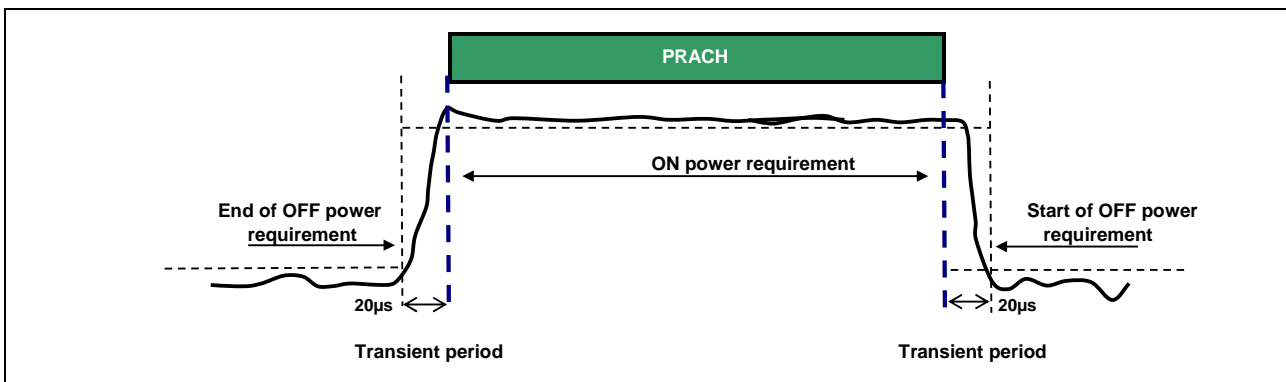 PRACH
ON power requirement
End of OFF power
requirement
Start of OFF power
requirement
20µs
20µs
Transient period
Transient period